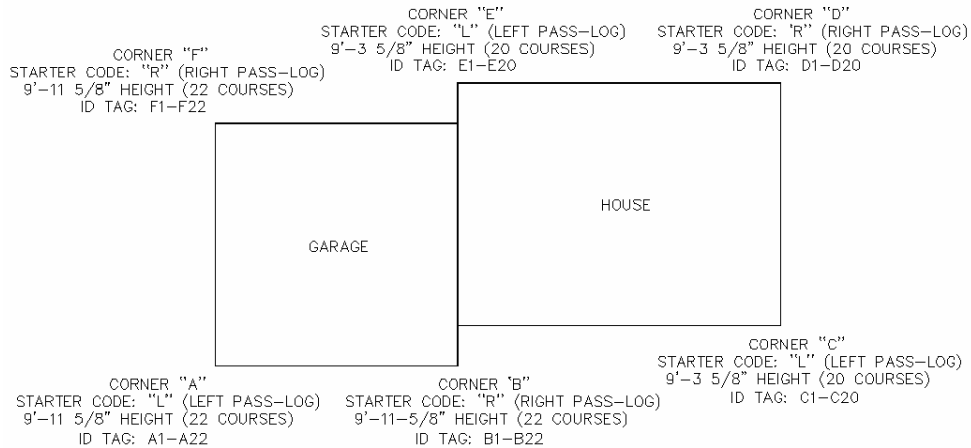 CORNER "E"
STARTER CODE: "L" (LEFT PASS-LOG)
9'-3 5/8" HEIGHT (20 COURSES)
ID TAG: E1-E20
CORNER "D"
STARTER CODE: 'R" (RIGHT PASS-LOG)
9'-3 5/8" HEIGHT (20 COURSES)
ID TAG: D1-D20
CORNER "F"
STARTER CODE: "R" (RIGHT PASS-LOG)
9'-11 5/8" HEIGHT (22 COURSES)
ID TAG: F1-F22
HOUSE
GARAGE
CORNER "C"
STARTER CODE: "L" (LEFT PASS-LOG)
9'-3 5/8" HEIGHT (20 COURSES)
ID TAG: C1-C20
CORNER "A"
STARTER CODE: "L" (LEFT PASS-LOG)
9'-11 5/8" HEIGHT (22 COURSES)
ID TAG: A1-A22
CORNER 'B"
STARTER CODE: "R" (RIGHT PASS-LOG)
9'-11-5/8" HEIGHT (22 COURSES)
ID TAG: B1-B22